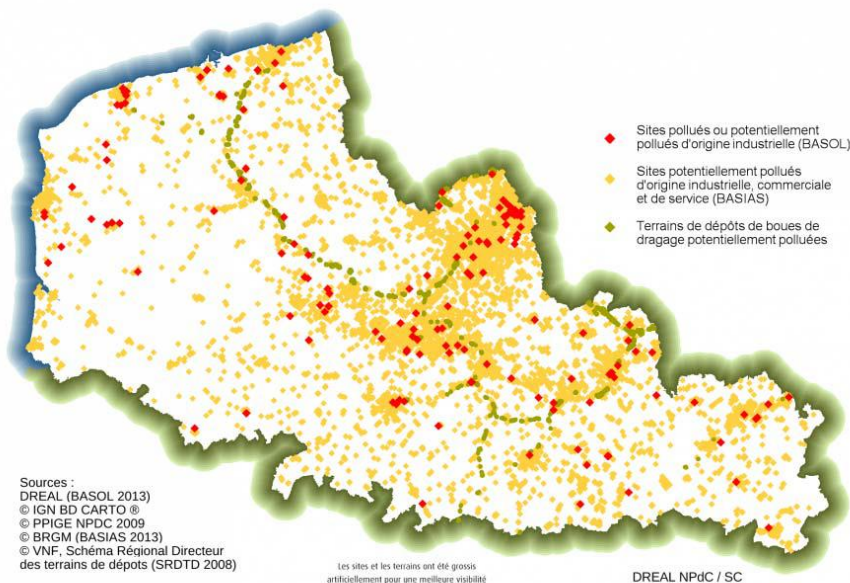 Sites pollués ou potentiellement
pollués d'origine industrielle (BASOL)
Sites potentiellement pollués
d'origine industrielle, commerciale
et de service (BASIAS)
Terrains de dépôts de boues de
dragage potentiellement polluées
Sources :
DREAL (BASOL 2013)
© IGN BD CARTO ®
© PPIGE NPDC 2009
© BRGM (BASIAS 2013)
© VNF, Schéma Régional Directeur
des terrains de dépots (SRDTD 2008)
Les sites et les terrains ont été grossis
artificiellement pour une meilleure visibilité
DREAL NPdC / SC